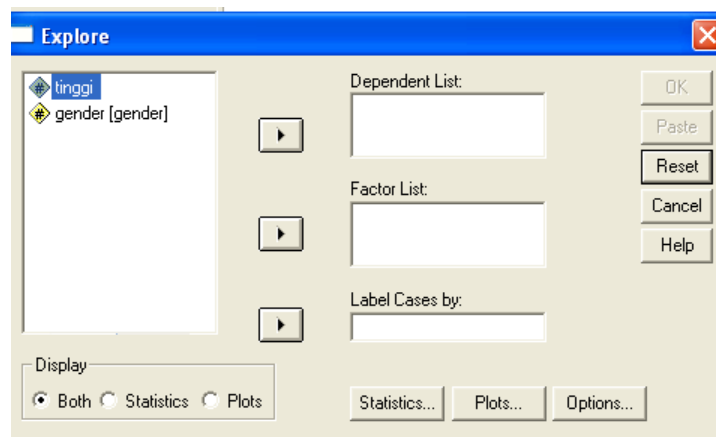 Explore
tinggi
gender [gender]
Dependent List:
Factor List:
Label Cases by:
OK
Paste
Reset
Cancel
Help
Display
Both Statistics Plots
Statistics... Plots... Options...